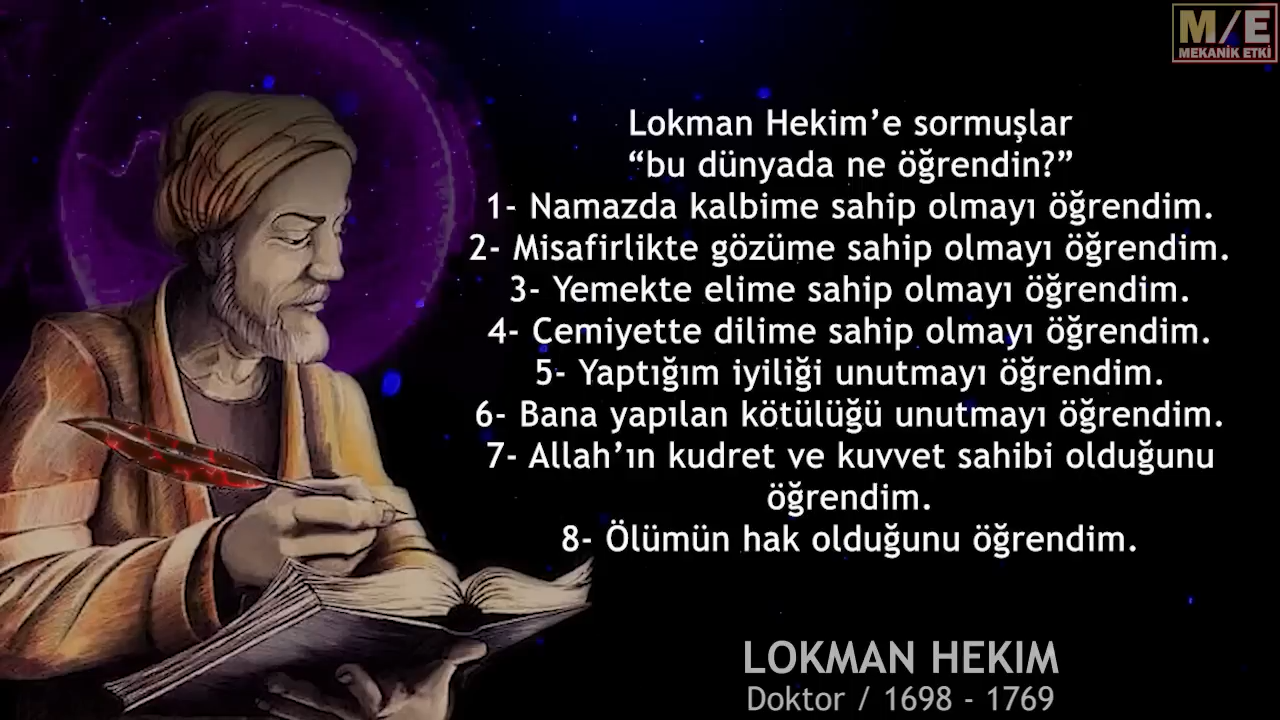 M/E
MEKANİK ETKİ
Lokman Hekim’e sormuşlar
“bu dünyada ne öğrendin?”
1- Namazda kalbime sahip olmayı öğrendim.
2- Misafirlikte gözüme sahip olmayı öğrendim.
3- Yemekte elime sahip olmayı öğrendim.
4- Cemiyette dilime sahip olmayı öğrendim.
5- Yaptığım iyiliği unutmayı öğrendim.
6- Bana yapılan kötülüğü unutmayı öğrendim.
7- Allah’ın kudret ve kuvvet sahibi olduğunu
öğrendim.
8- Ölümün hak olduğunu öğrendim.
LOKMAN HEKIM
Doktor / 1698 - 1769